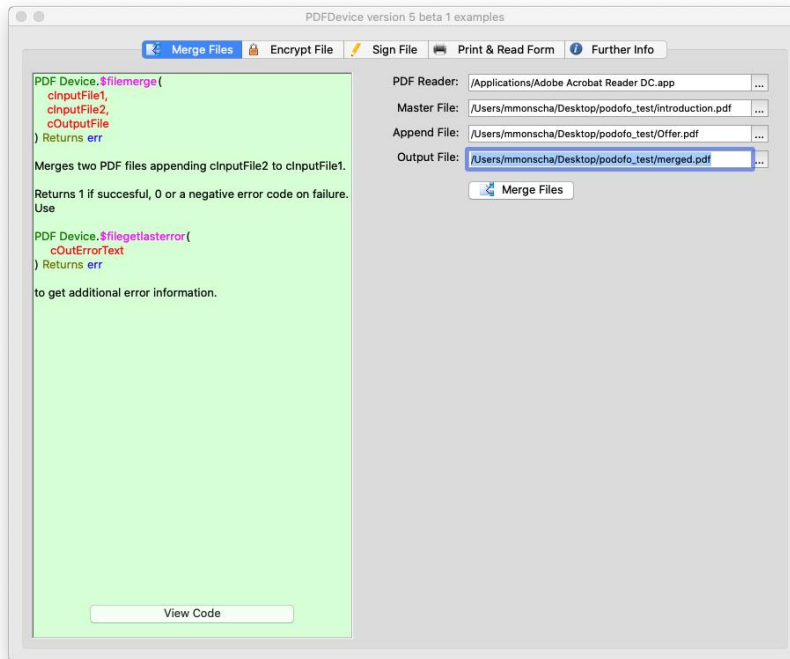 PDFDevice version 5 beta 1 examples
Merge Files Encrypt File Sign File Print & Read Form Further Info
PDF Device.$filemerge(
cInputFile1,
cInputFile2,
cOutputFile
) Returns err
Merges two PDF files appending cInputFile2 to cInputFile1.
Returns 1 if succesful, 0 or a negative error code on failure.
Use
PDF Device.$filegetlasterror(
cOutErrorText
) Returns err
to get additional error information.
View Code
PDF Reader: /Applications/Adobe Acrobat Reader DC.app ...
Master File: /Users/mmonscha/Desktop/podofo_test/introduction.pdf ...
Append File: /Users/mmonscha/Desktop/podofo_test/Offer.pdf ...
Output File: /Users/mmonscha/Desktop/podofo_test/merged.pdf ...
Merge Files